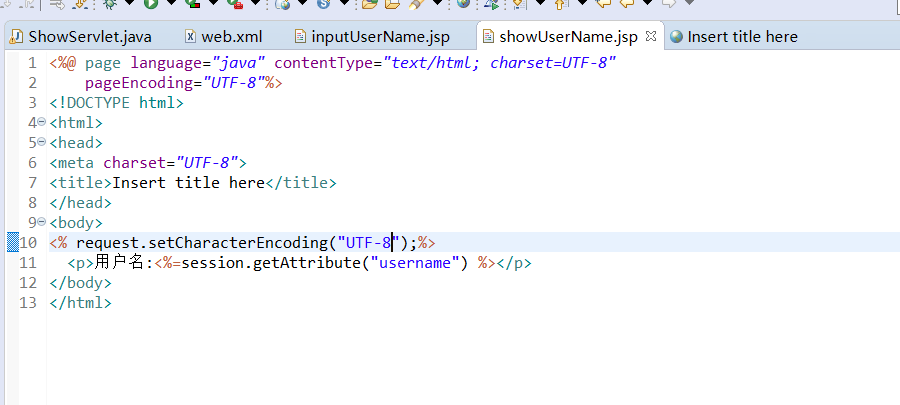 ShowServlet.java web.xml inputUserName.jsp showUserName.jsp Insert title here
1 <%@ page language="java" contentType="text/html; charset=UTF-8"
2     pageEncoding="UTF-8"%>
3 <!DOCTYPE html>
4 <html>
5 <head>
6 <meta charset="UTF-8">
7 <title>Insert title here</title>
8 </head>
9 <body>
10 <% request.setCharacterEncoding("UTF-8");%>
11   <p>用户名:<%=session.getAttribute("username") %></p>
12 </body>
13 </html>